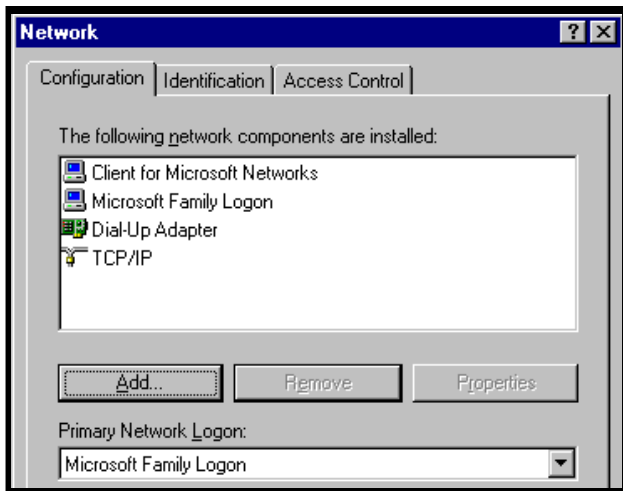 Network
Configuration Identification Access Control
The following network components are installed:
Client for Microsoft Networks
Microsoft Family Logon
Dial-Up Adapter
TCP/IP
Add... Remove Properties
Primary Network Logon:
Microsoft Family Logon